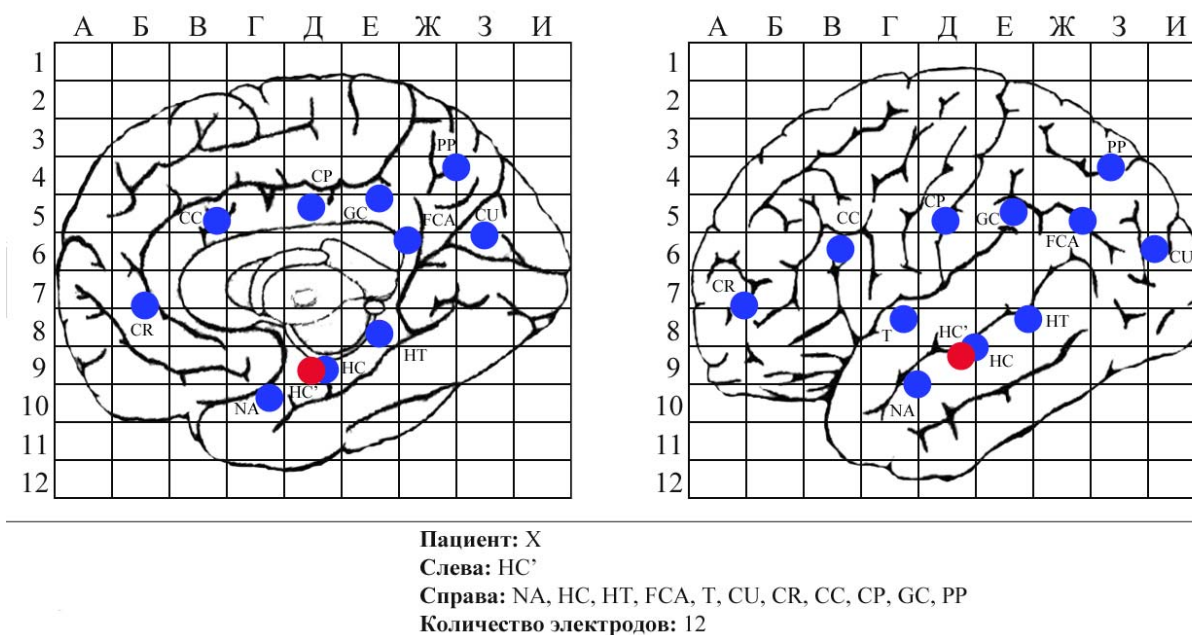 А Б В Г Д Е Ж З И
А Б В Г Д Е Ж З И
1
2
3
4
5
6
7
8
9
10
11
12
PP
CP
CC
GC
FCA
CU
CR
HT
HC
HC’
NA
1
2
3
4
5
6
7
8
9
10
11
12
PP
CP
CC
GC
FCA
CU
CR
T
HC’
HT
HC
NA
Пациент: X
Слева: HC’
Справа: NA, HC, HT, FCA, T, CU, CR, CC, CP, GC, PP
Количество электродов: 12